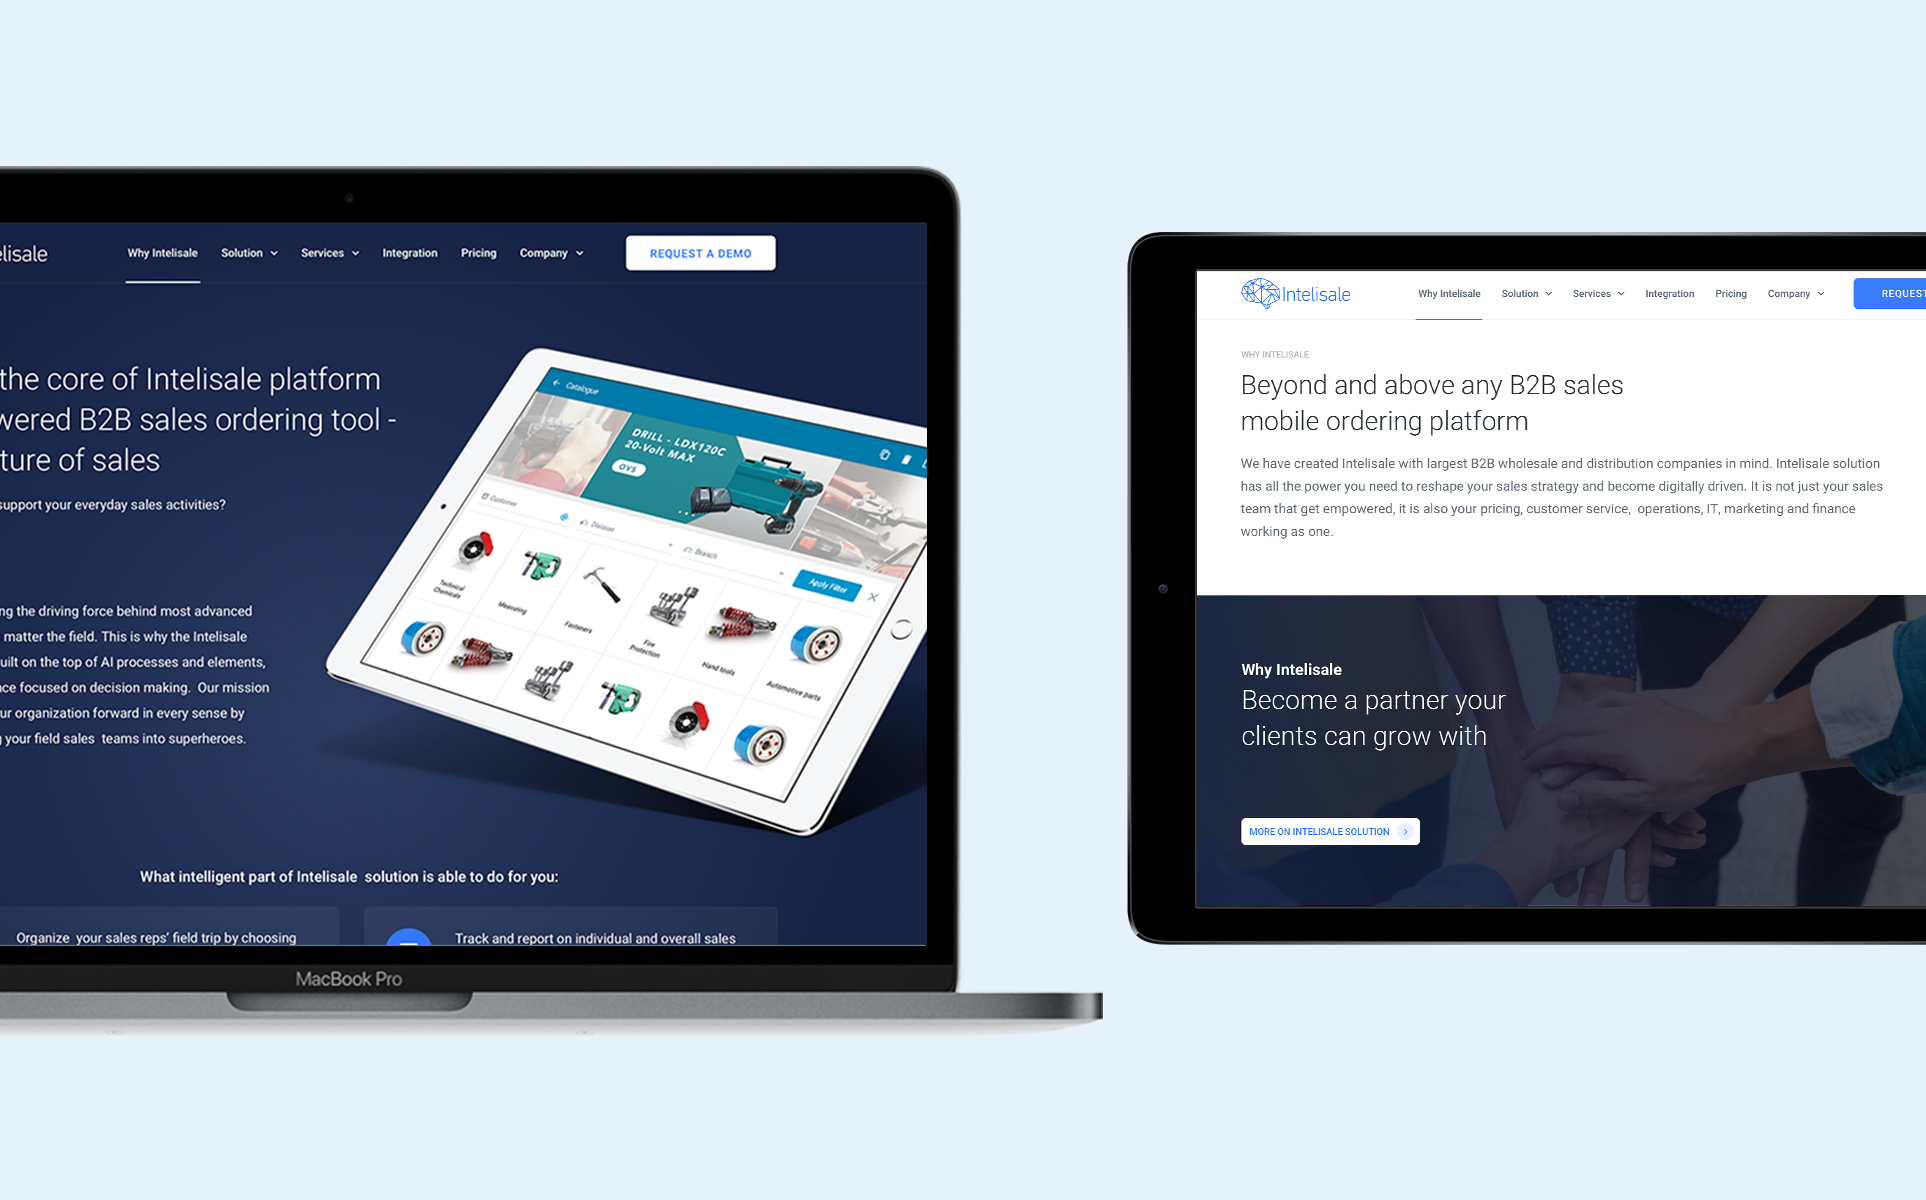 elisale
Why Intelisale
Solution
Services
Integration
Pricing
Company
REQUEST A DEMO
the core of Intelisale platform
wered B2B sales ordering tool -
ture of sales
support your everyday sales activities?
ng the driving force behind most advanced
matter the field. This is why the Intelisale
uilt on the top of AI processes and elements,
nce focused on decision making. Our mission
ur organization forward in every sense by
g your field sales teams into superheroes.
Catalogue
DRILL - LDX120C
20-Volt MAX
Customer
Division
Branch
Apply Filter
Technical
Chemicals
Measuring
Fasteners
Fire
Protection
Hand tools
Automotive parts
What intelligent part of Intelisale solution is able to do for you:
Organize your sales reps' field trip by choosing
Track and report on individual and overall sales
MacBook Pro
Intelisale
Why Intelisale
Solution
Services
Integration
Pricing
Company
REQUEST
WHY INTELISALE
Beyond and above any B2B sales
mobile ordering platform
We have created Intelisale with largest B2B wholesale and distribution companies in mind. Intelisale solution
has all the power you need to reshape your sales strategy and become digitally driven. It is not just your sales
team that get empowered, it is also your pricing, customer service, operations, IT, marketing and finance
working as one.
Why Intelisale
Become a partner your
clients can grow with
MORE ON INTELISALE SOLUTION